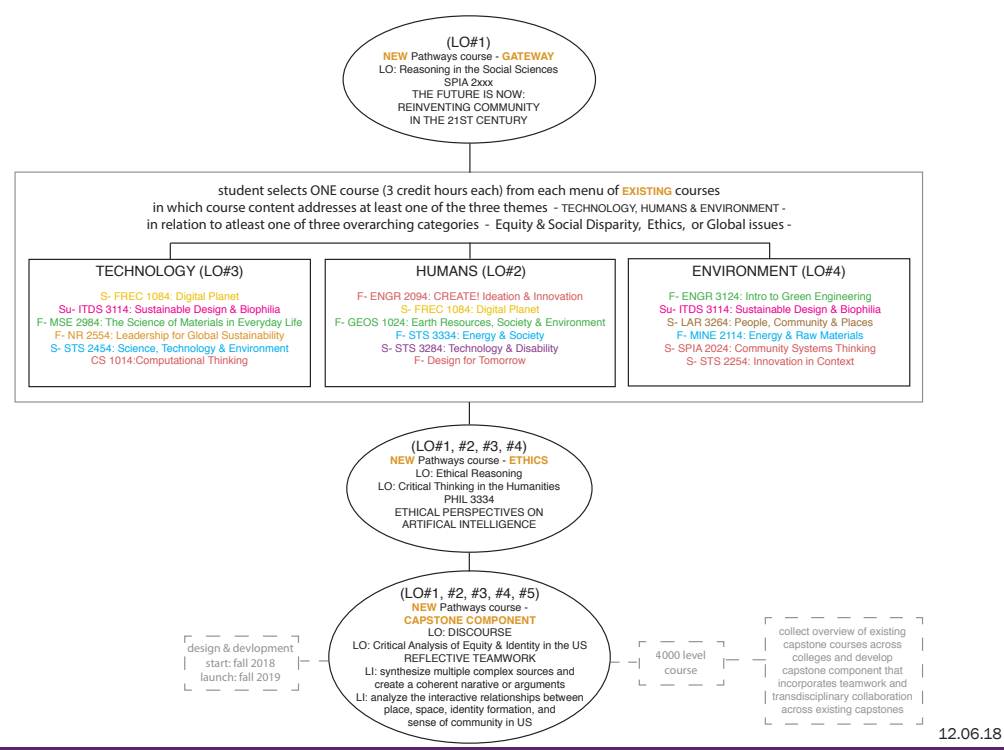 (LO#1)
NEW Pathways course - GATEWAY
LO: Reasoning in the Social Sciences
SPIA 2xxx
THE FUTURE IS NOW:
REINVENTING COMMUNITY
IN THE 21ST CENTURY
student selects ONE course (3 credit hours each) from each menu of EXISTING courses
in which course content addresses at least one of the three themes - TECHNOLOGY, HUMANS & ENVIRONMENT -
in relation to atleast one of three overarching categories - Equity & Social Disparity, Ethics, or Global issues -
TECHNOLOGY (LO#3)
S- FREC 1084: Digital Planet
Su- ITDS 3114: Sustainable Design & Biophilia
F- MSE 2984: The Science of Materials in Everyday Life
F- NR 2554: Leadership for Global Sustainability
S- STS 2454: Science, Technology & Environment
CS 1014:Computational Thinking
HUMANS (LO#2)
F- ENGR 2094: CREATE! Ideation & Innovation
S- FREC 1084: Digital Planet
F- GEOS 1024: Earth Resources, Society & Environment
F- STS 3334: Energy & Society
S- STS 3284: Technology & Disability
F- Design for Tomorrow
ENVIRONMENT (LO#4)
F- ENGR 3124: Intro to Green Engineering
Su- ITDS 3114: Sustainable Design & Biophilia
S- LAR 3264: People, Community & Places
F- MINE 2114: Energy & Raw Materials
S- SPIA 2024: Community Systems Thinking
S- STS 2254: Innovation in Context
(LO#1, #2, #3, #4)
NEW Pathways course - ETHICS
LO: Ethical Reasoning
LO: Critical Thinking in the Humanities
PHIL 3334
ETHICAL PERSPECTIVES ON
ARTIFICAL INTELLIGENCE
(LO#1, #2, #3, #4, #5)
NEW Pathways course -
CAPSTONE COMPONENT
LO: DISCOURSE
LO: Critical Analysis of Equity & Identity in the US
REFLECTIVE TEAMWORK
LI: synthesize multiple complex sources and
create a coherent narative or arguments
LI: analyze the interactive relationships between
place, space, identity formation, and
sense of community in US
design & devlopment
start: fall 2018
launch: fall 2019
4000 level
course
collect overview of existing
capstone courses across
colleges and develop
capstone component that
incorporates teamwork and
transdisciplinary collaboration
across existing capstones
12.06.18